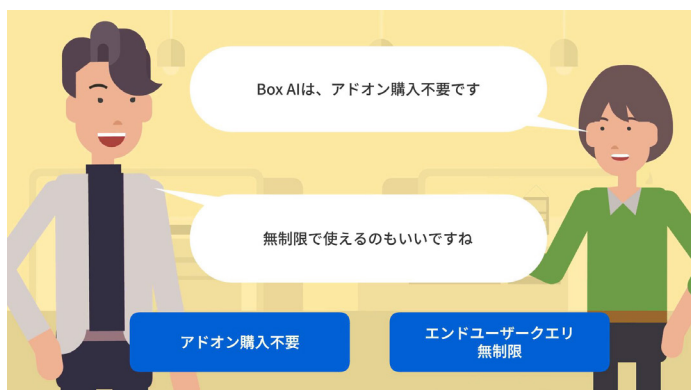 Box AIは、アドオン購入不要です
無制限で使えるのもいいですね
アドオン購入不要
エンドユーザークエリ
無制限